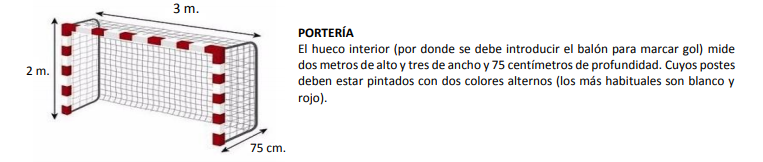 3 m.
2 m.
75 cm.
PORTERÍA
El hueco interior (por donde se debe introducir el balón para marcar gol) mide
dos metros de alto y tres de ancho y 75 centímetros de profundidad. Cuyos postes
deben estar pintados con dos colores alternos (los más habituales son blanco y
rojo).